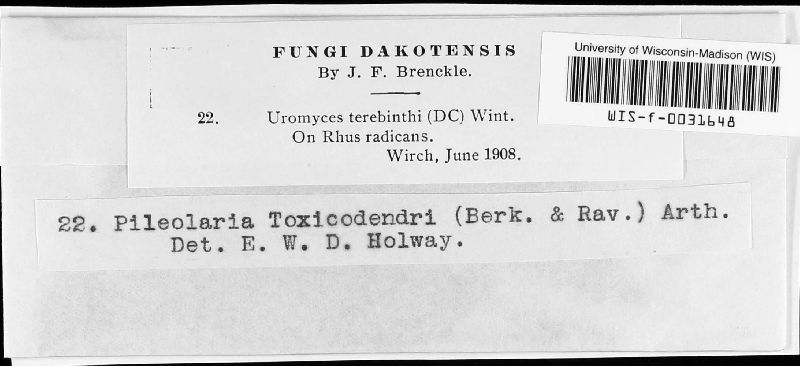 FUNGI DAKOTENSIS
By J. F. Brenckle.
22. Uromyces terebinthi (DC) Wint.
On Rhus radicans.
Wirch, June 1908.
University of Wisconsin-Madison (WIS)
WIS-f-0031648
22. Pileolaria Toxicodendri (Berk. & Rav.) Arth.
Det. E. W. D. Holway.